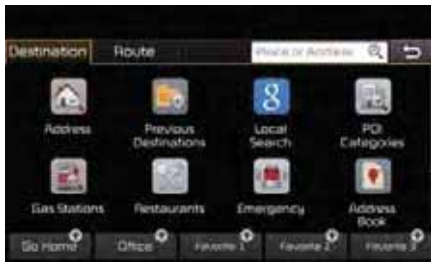 Destination
Route
Place or Address
Address
Previous
Destinations
8
Local
Search
POI
Categories
Gas Stations
Restaurants
Emergency
Address
Book
Go Home
Office
Favorite 1
Favorite 2
Favorite 3